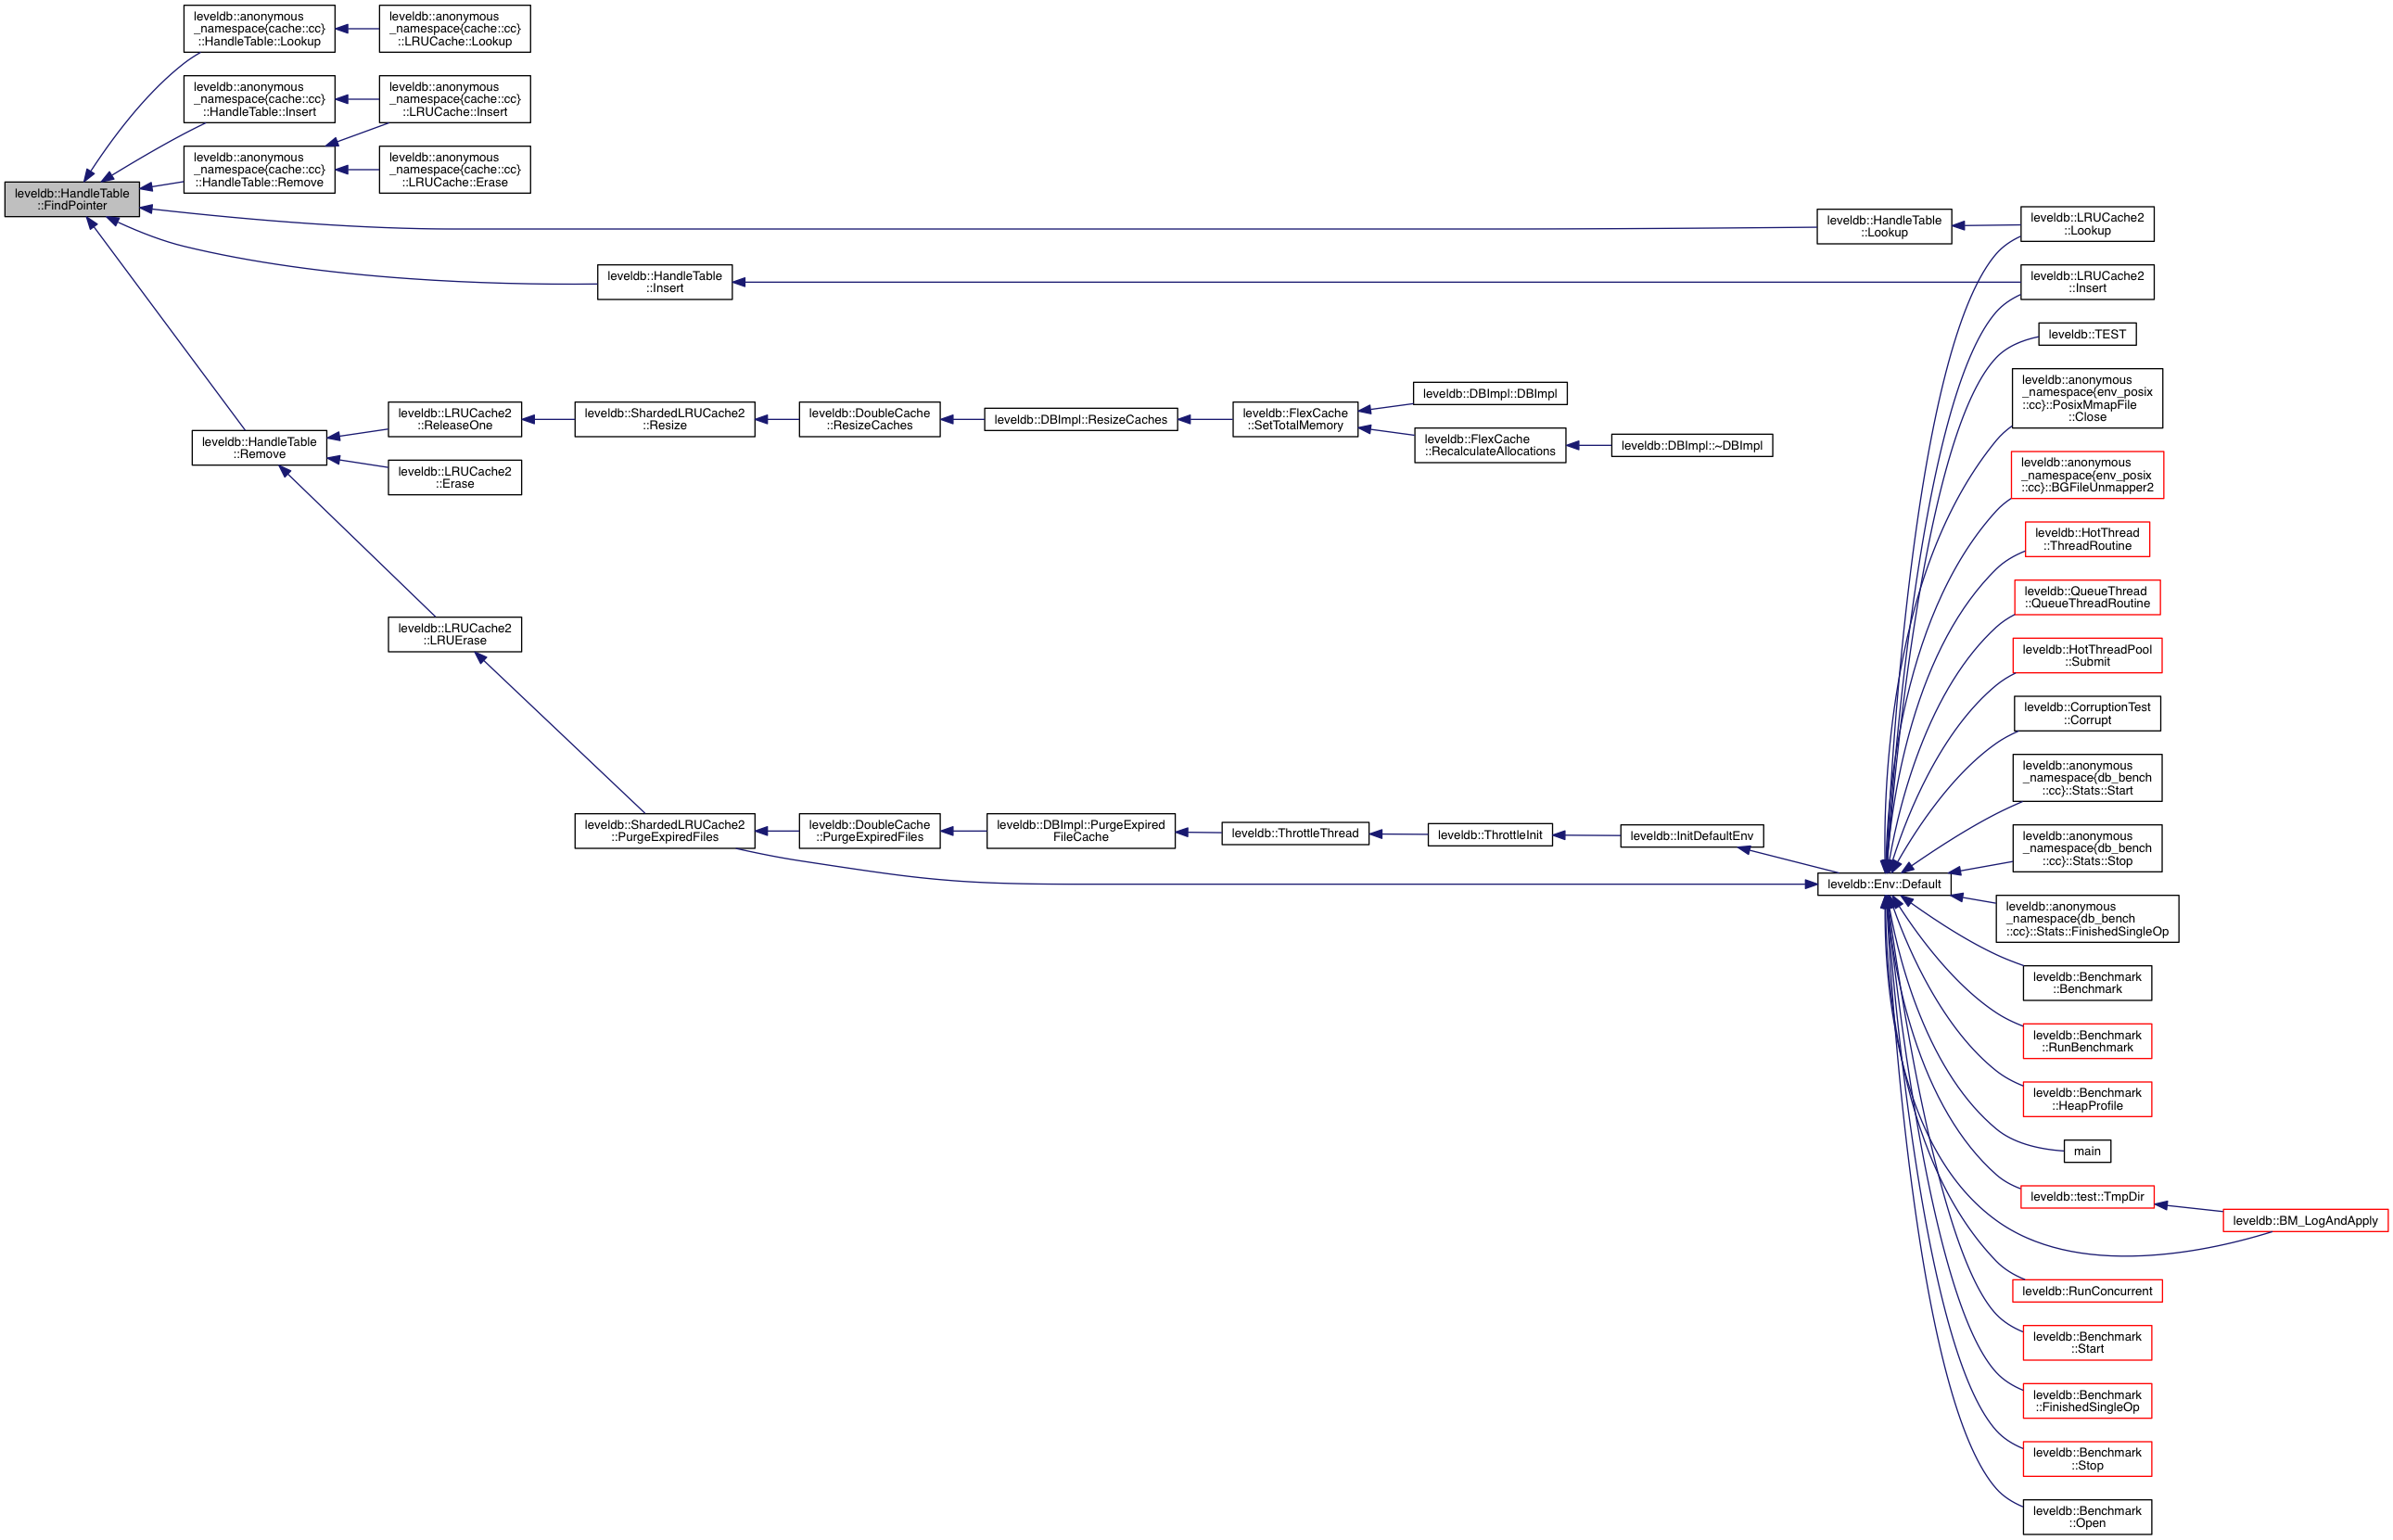 leveldb::anonymous
_namespace{cache::cc}
::HandleTable::Lookup
leveldb::anonymous
_namespace{cache::cc}
::LRUCache::Lookup
leveldb::anonymous
_namespace{cache::cc}
::HandleTable::Insert
leveldb::anonymous
_namespace{cache::cc}
::LRUCache::Insert
leveldb::anonymous
_namespace{cache::cc}
::HandleTable::Remove
leveldb::anonymous
_namespace{cache::cc}
::LRUCache::Erase
leveldb::HandleTable
::FindPointer
leveldb::HandleTable
::Lookup
leveldb::LRUCache2
::Lookup
leveldb::HandleTable
::Insert
leveldb::LRUCache2
::Insert
leveldb::TEST
leveldb::anonymous
_namespace{env_posix
::cc}::PosixMmapFile
::Close
leveldb::DBImpl::DBImpl
leveldb::LRUCache2
::ReleaseOne
leveldb::ShardedLRUCache2
::Resize
leveldb::DoubleCache
::ResizeCaches
leveldb::DBImpl::ResizeCaches
leveldb::FlexCache
::SetTotalMemory
leveldb::FlexCache
::RecalculateAllocations
leveldb::DBImpl::~DBImpl
leveldb::HandleTable
::Remove
leveldb::LRUCache2
::Erase
leveldb::anonymous
_namespace{env_posix
::cc}::BGFileUnmapper2
leveldb::HotThread
::ThreadRoutine
leveldb::QueueThread
::QueueThreadRoutine
leveldb::LRUCache2
::LRUErase
leveldb::HotThreadPool
::Submit
leveldb::CorruptionTest
::Corrupt
leveldb::anonymous
_namespace{db_bench
::cc}::Stats::Start
leveldb::ShardedLRUCache2
::PurgeExpiredFiles
leveldb::DoubleCache
::PurgeExpiredFiles
leveldb::DBImpl::PurgeExpired
FileCache
leveldb::ThrottleThread
leveldb::ThrottleInit
leveldb::InitDefaultEnv
leveldb::anonymous
_namespace{db_bench
::cc}::Stats::Stop
leveldb::Env::Default
leveldb::anonymous
_namespace{db_bench
::cc}::Stats::FinishedSingleOp
leveldb::Benchmark
::Benchmark
leveldb::Benchmark
::RunBenchmark
leveldb::Benchmark
::HeapProfile
main
leveldb::test::TmpDir
leveldb::BM_LogAndApply
leveldb::RunConcurrent
leveldb::Benchmark
::Start
leveldb::Benchmark
::FinishedSingleOp
leveldb::Benchmark
::Stop
leveldb::Benchmark
::Open